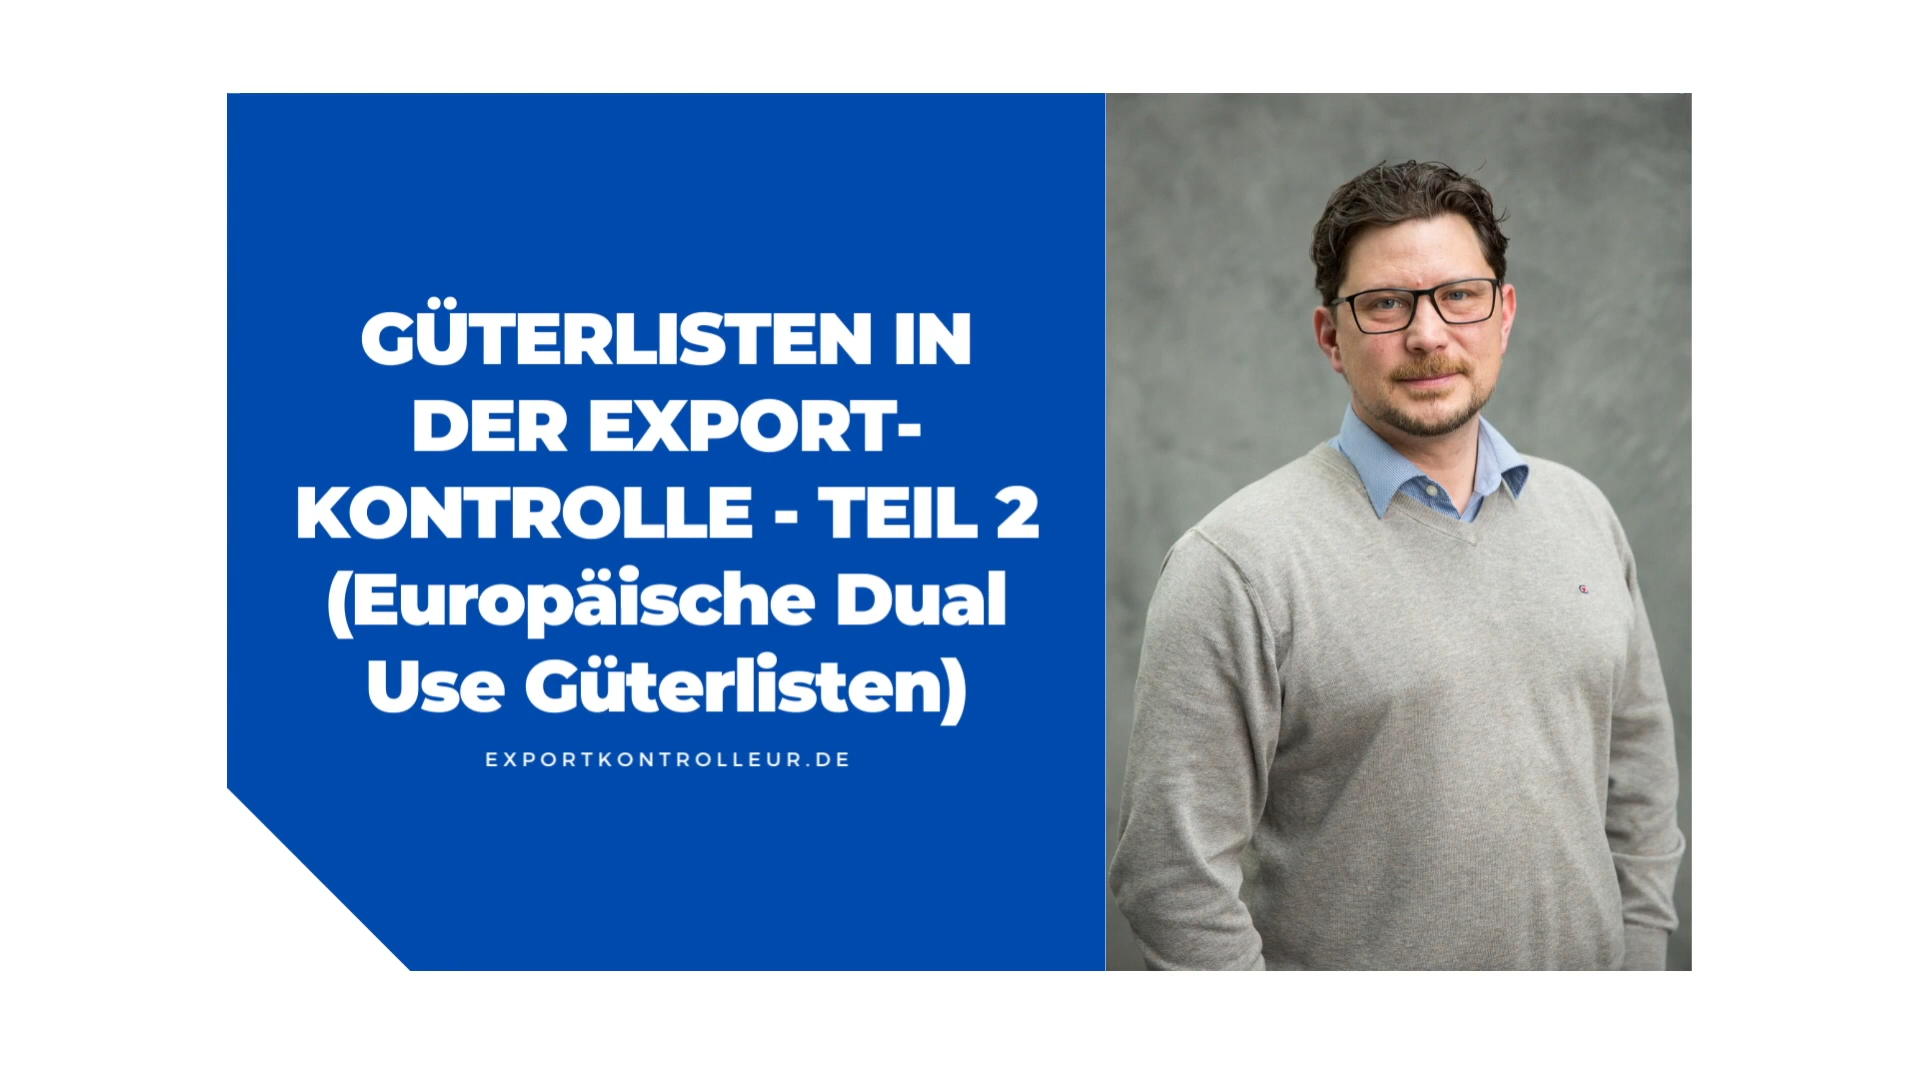 GÜTERLISTEN IN
DER EXPORT-
KONTROLLE - TEIL 2
(Europäische Dual
Use Güterlisten)
EXPORTKONTROLLEUR.DE